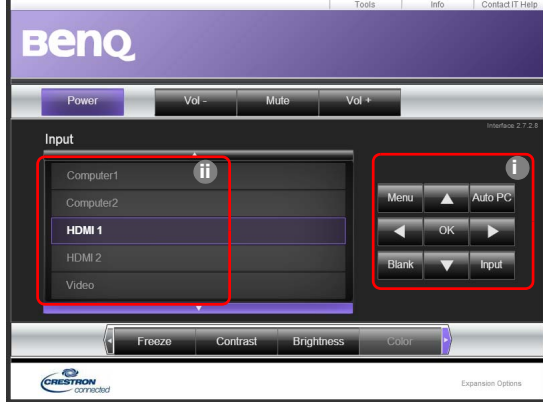 Tools Info Contact IT Help
BenQ
Power Vol - Mute Vol +
Interface 2.7.2.8
Input
i
ii
Computer1
Computer2
HDMI 1
HDMI 2
Video
Menu Auto PC
OK
Blank Input
Freeze Contrast Brightness Color
CRESTRON
connected
Expansion Options